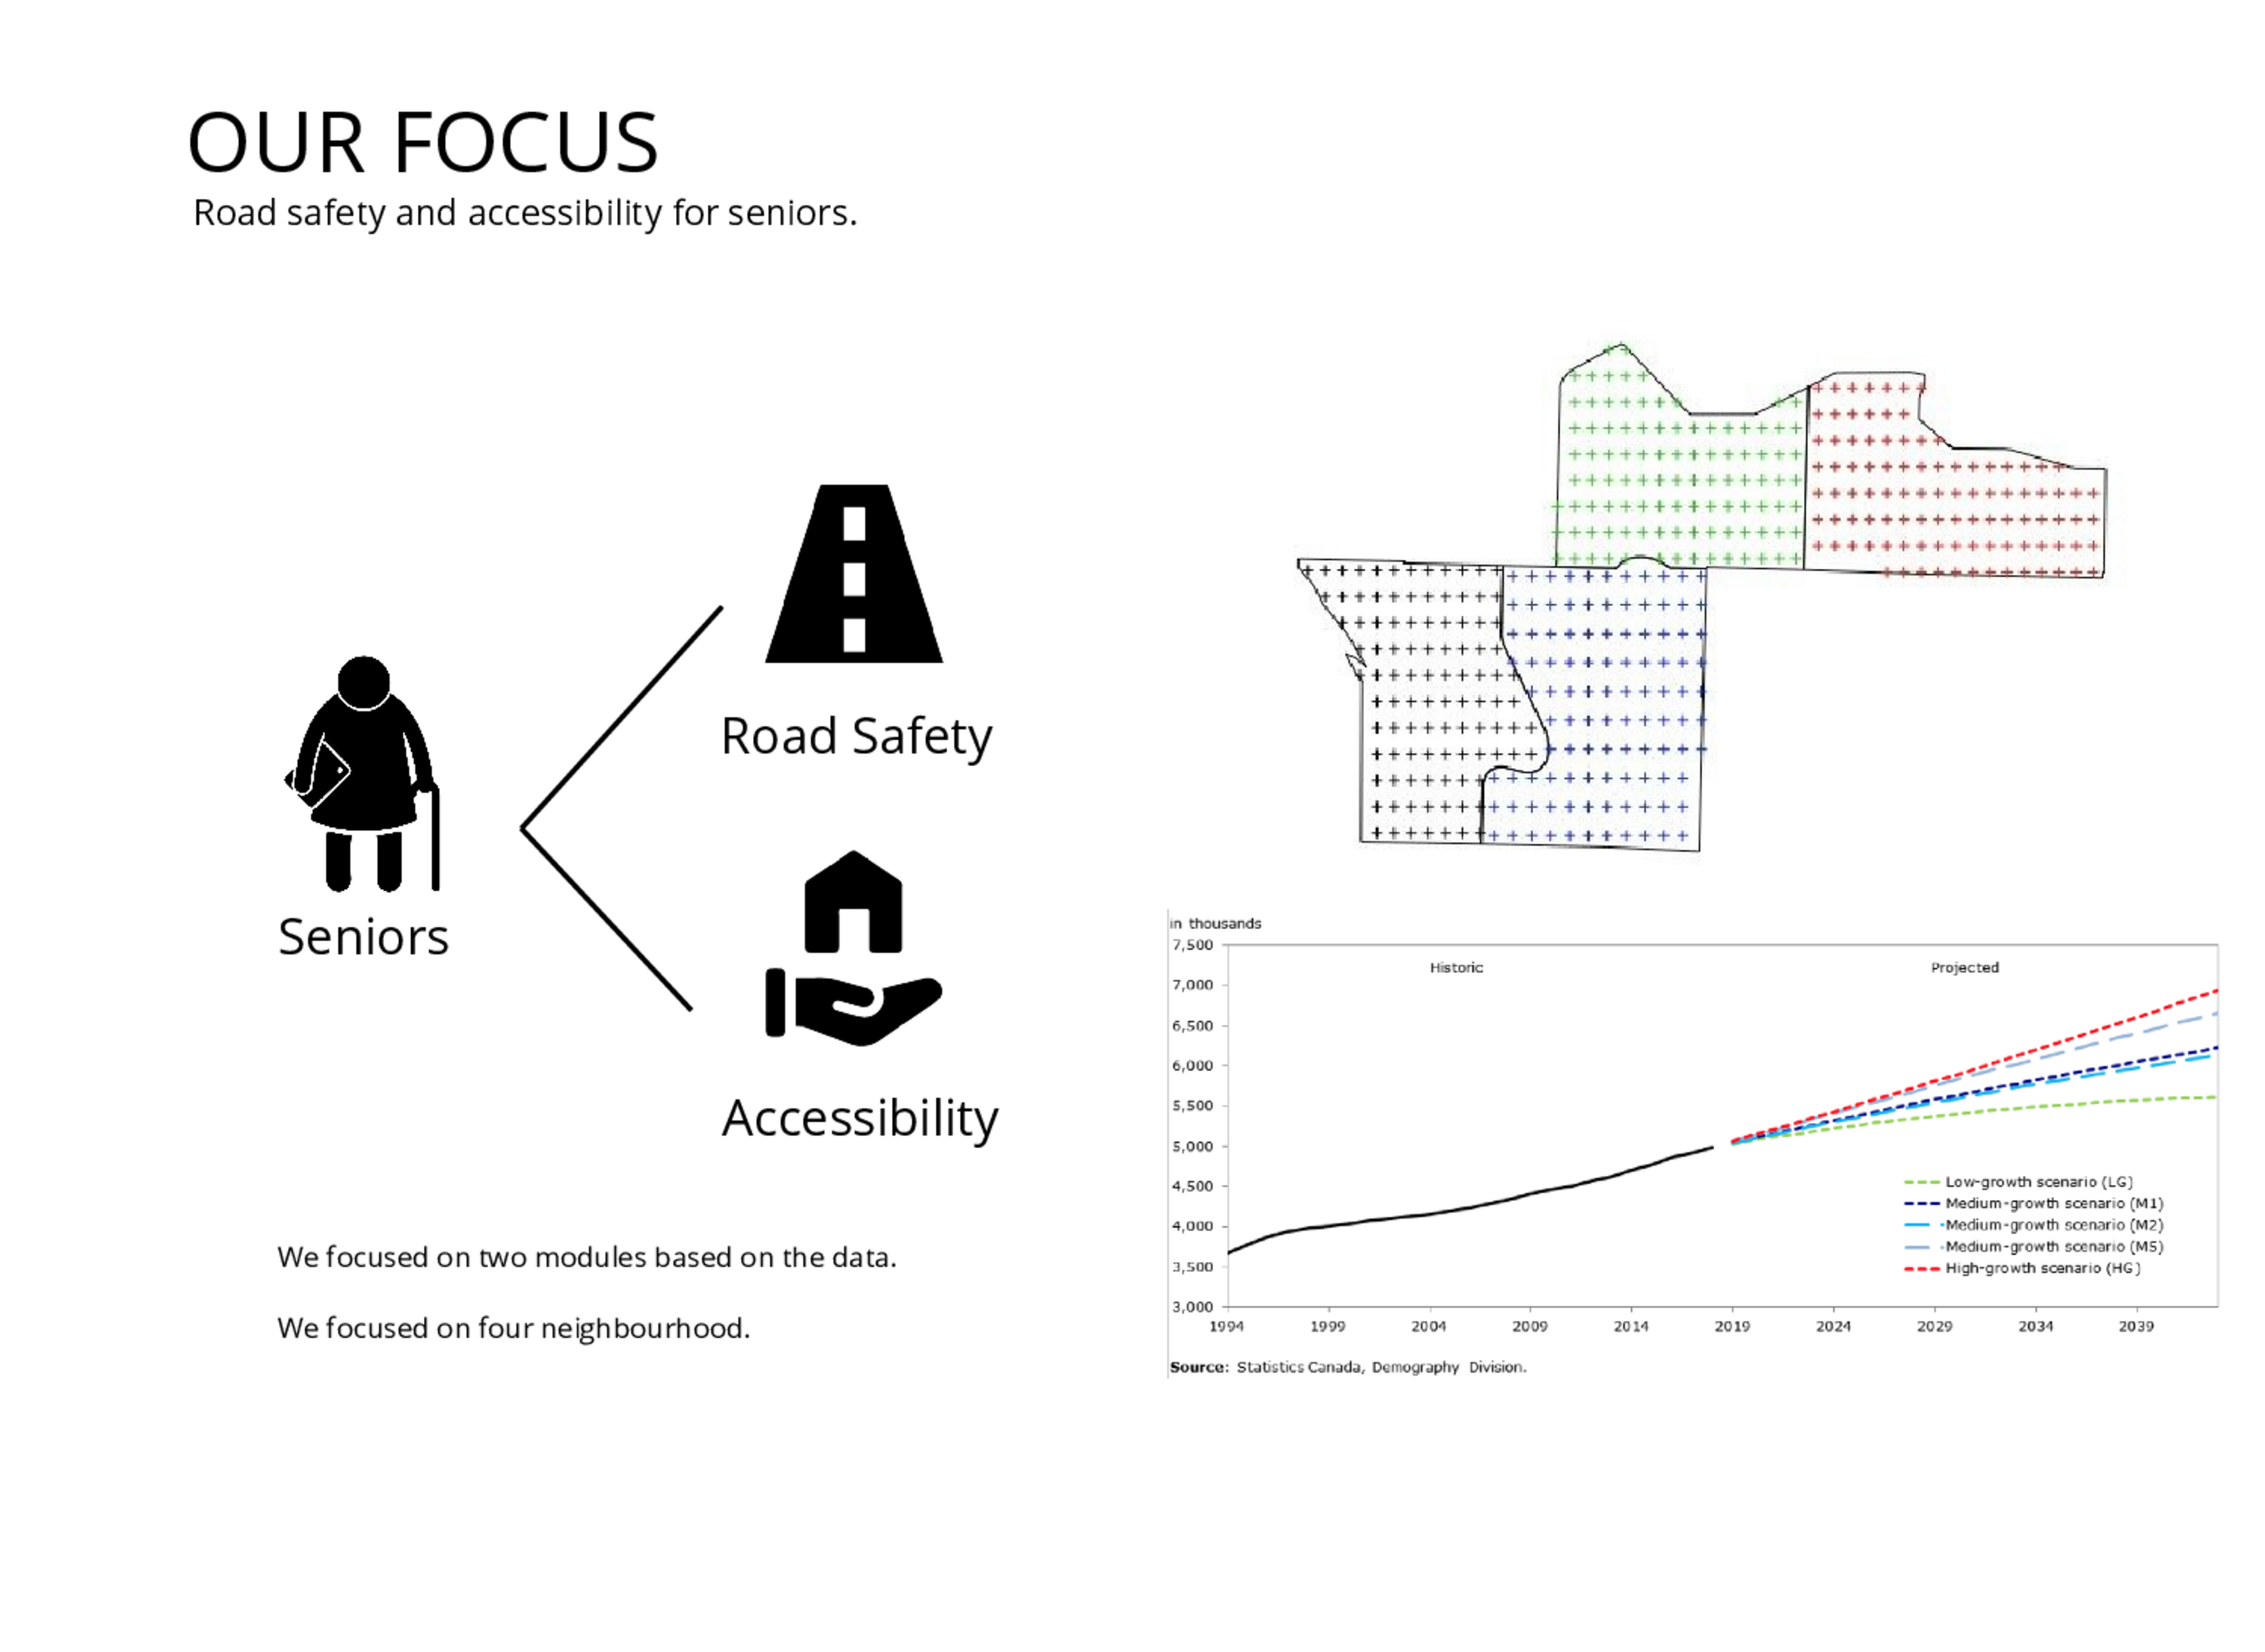 OUR FOCUS
Road safety and accessibility for seniors.
Road Safety
Seniors
Accessibility
We focused on two modules based on the data.
We focused on four neighbourhood.
in thousands
7,500
Historic
Projected
7,000
6,500
6,000
5,500
5,000
4,500
4,000
3,500
3,000
Low-growth scenario (LG)
Medium-growth scenario (M1)
Medium-growth scenario (M2)
Medium-growth scenario (M5)
High-growth scenario (HG)
1994 1999 2004 2009 2014 2019 2024 2029 2034 2039
Source: Statistics Canada, Demography Division.